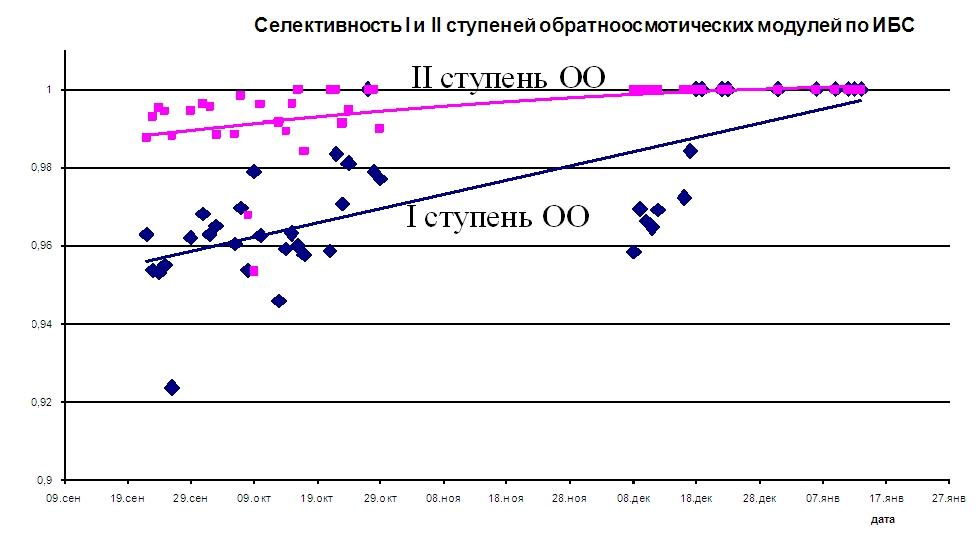 Селективность I и II ступеней обратноосмотических модулей по ИБС
II ступень ОО
I ступень ОО
1
0,98
0,96
0,94
0,92
0,9
09.сен 19.сен 29.сен 09.окт 19.окт 29.окт 08.ноя 18.ноя 28.ноя 08.дек 18.дек 28.дек 07.янв 17.янв 27.янв
дата